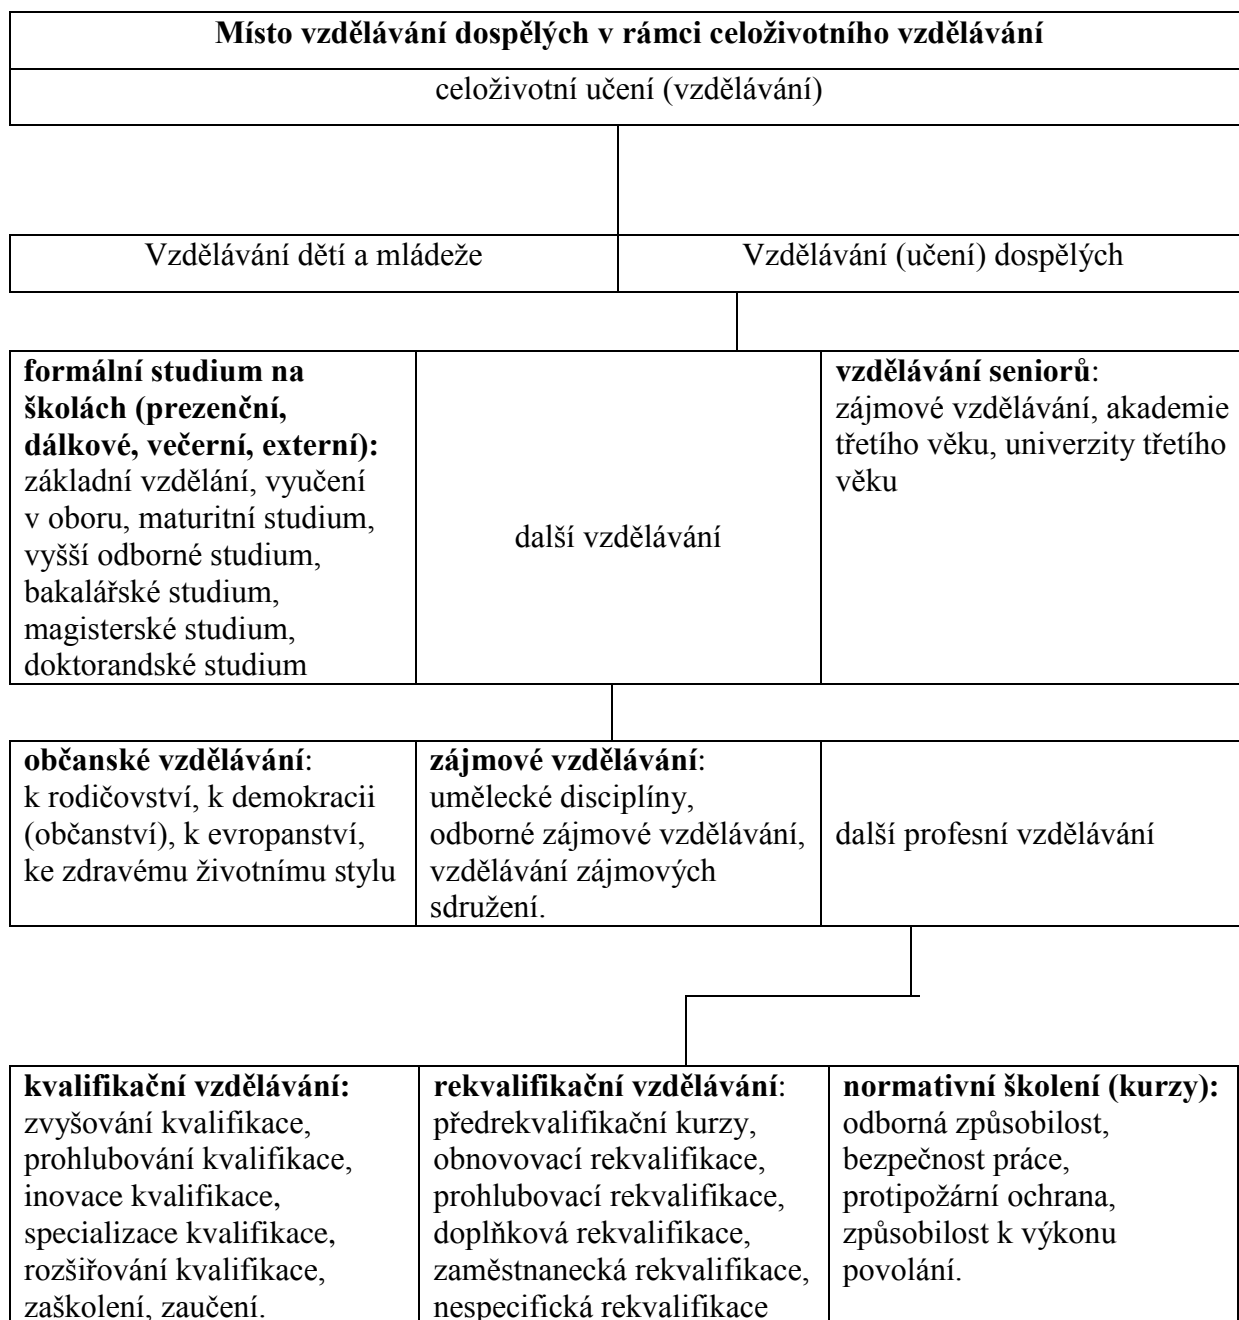 Místo vzdělávání dospělých v rámci celoživotního vzdělávání
celoživotní učení (vzdělávání)
Vzdělávání dětí a mládeže
Vzdělávání (učení) dospělých
formální studium na
školách (prezenční,
dálkové, večerní, externí):
základní vzdělání, vyučení
v oboru, maturitní studium,
vyšší odborné studium,
bakalářské studium,
magisterské studium,
doktorandské studium
další vzdělávání
vzdělávání seniorů:
zájmové vzdělávání, akademie
třetího věku, univerzity třetího
věku
občanské vzdělávání:
k rodičovství, k demokracii
(občanství), k evropanství,
ke zdravému životnímu stylu
zájmové vzdělávání:
umělecké disciplíny,
odborné zájmové vzdělávání,
vzdělávání zájmových
sdružení.
další profesní vzdělávání
kvalifikační vzdělávání:
zvyšování kvalifikace,
prohlubování kvalifikace,
inovace kvalifikace,
specializace kvalifikace,
rozšiřování kvalifikace,
zaškolení, zaučení.
rekvalifikační vzdělávání:
předrekvalifikační kurzy,
obnovovací rekvalifikace,
prohlubovací rekvalifikace,
doplňková rekvalifikace,
zaměstnanecká rekvalifikace,
nespecifická rekvalifikace
normativní školení (kurzy):
odborná způsobilost,
bezpečnost práce,
protipožární ochrana,
způsobilost k výkonu
povolání.